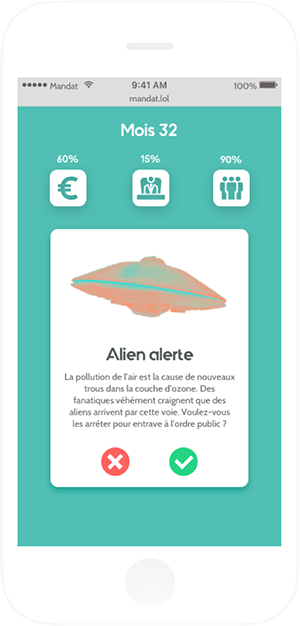 Mandat 9:41 AM 100%
mandat.lol
Mois 32
60% 15% 90%
€
Alien alerte
La pollution de l'air est la cause de nouveaux
trous dans la couche d'ozone. Des
fanatiques véhément craignent que des
aliens arrivent par cette voie. Voulez-vous
les arrêter pour entrave à l'ordre public ?